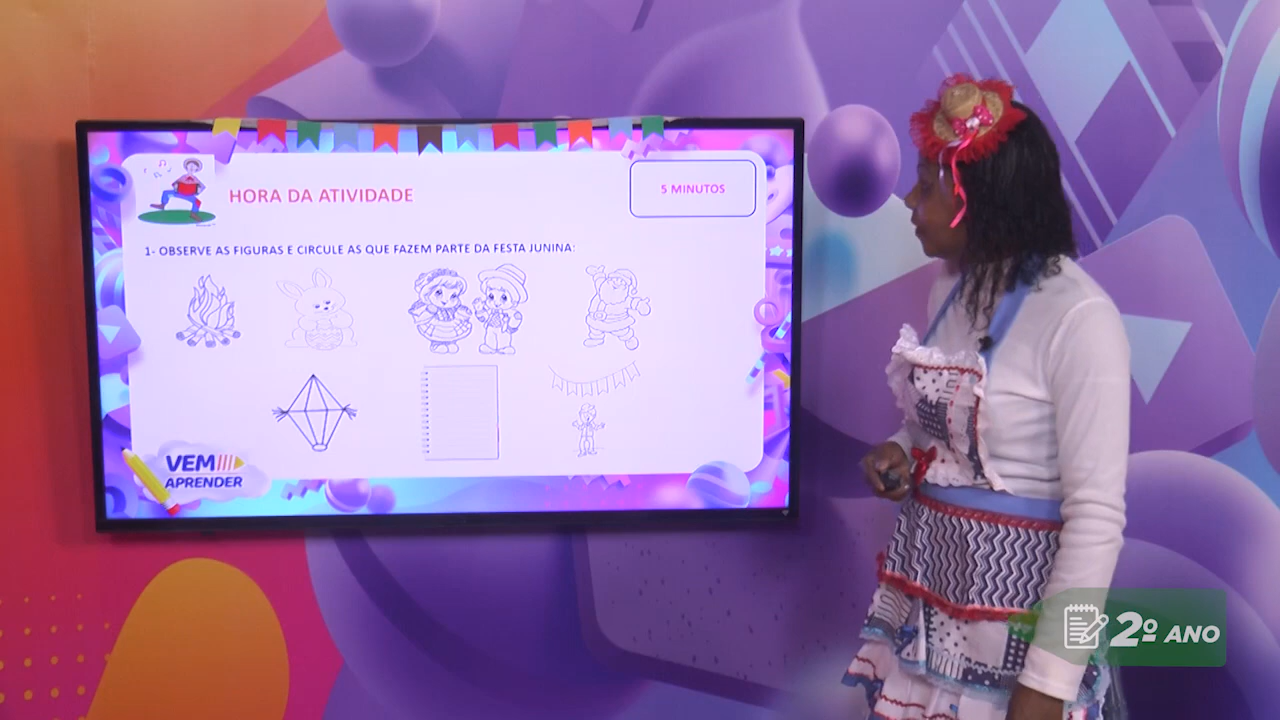 HORA DA ATIVIDADE
5 MINUTOS
1- OBSERVE AS FIGURAS E CIRCULE AS QUE FAZEM PARTE DA FESTA JUNINA:
VEM
APRENDER
2º ANO